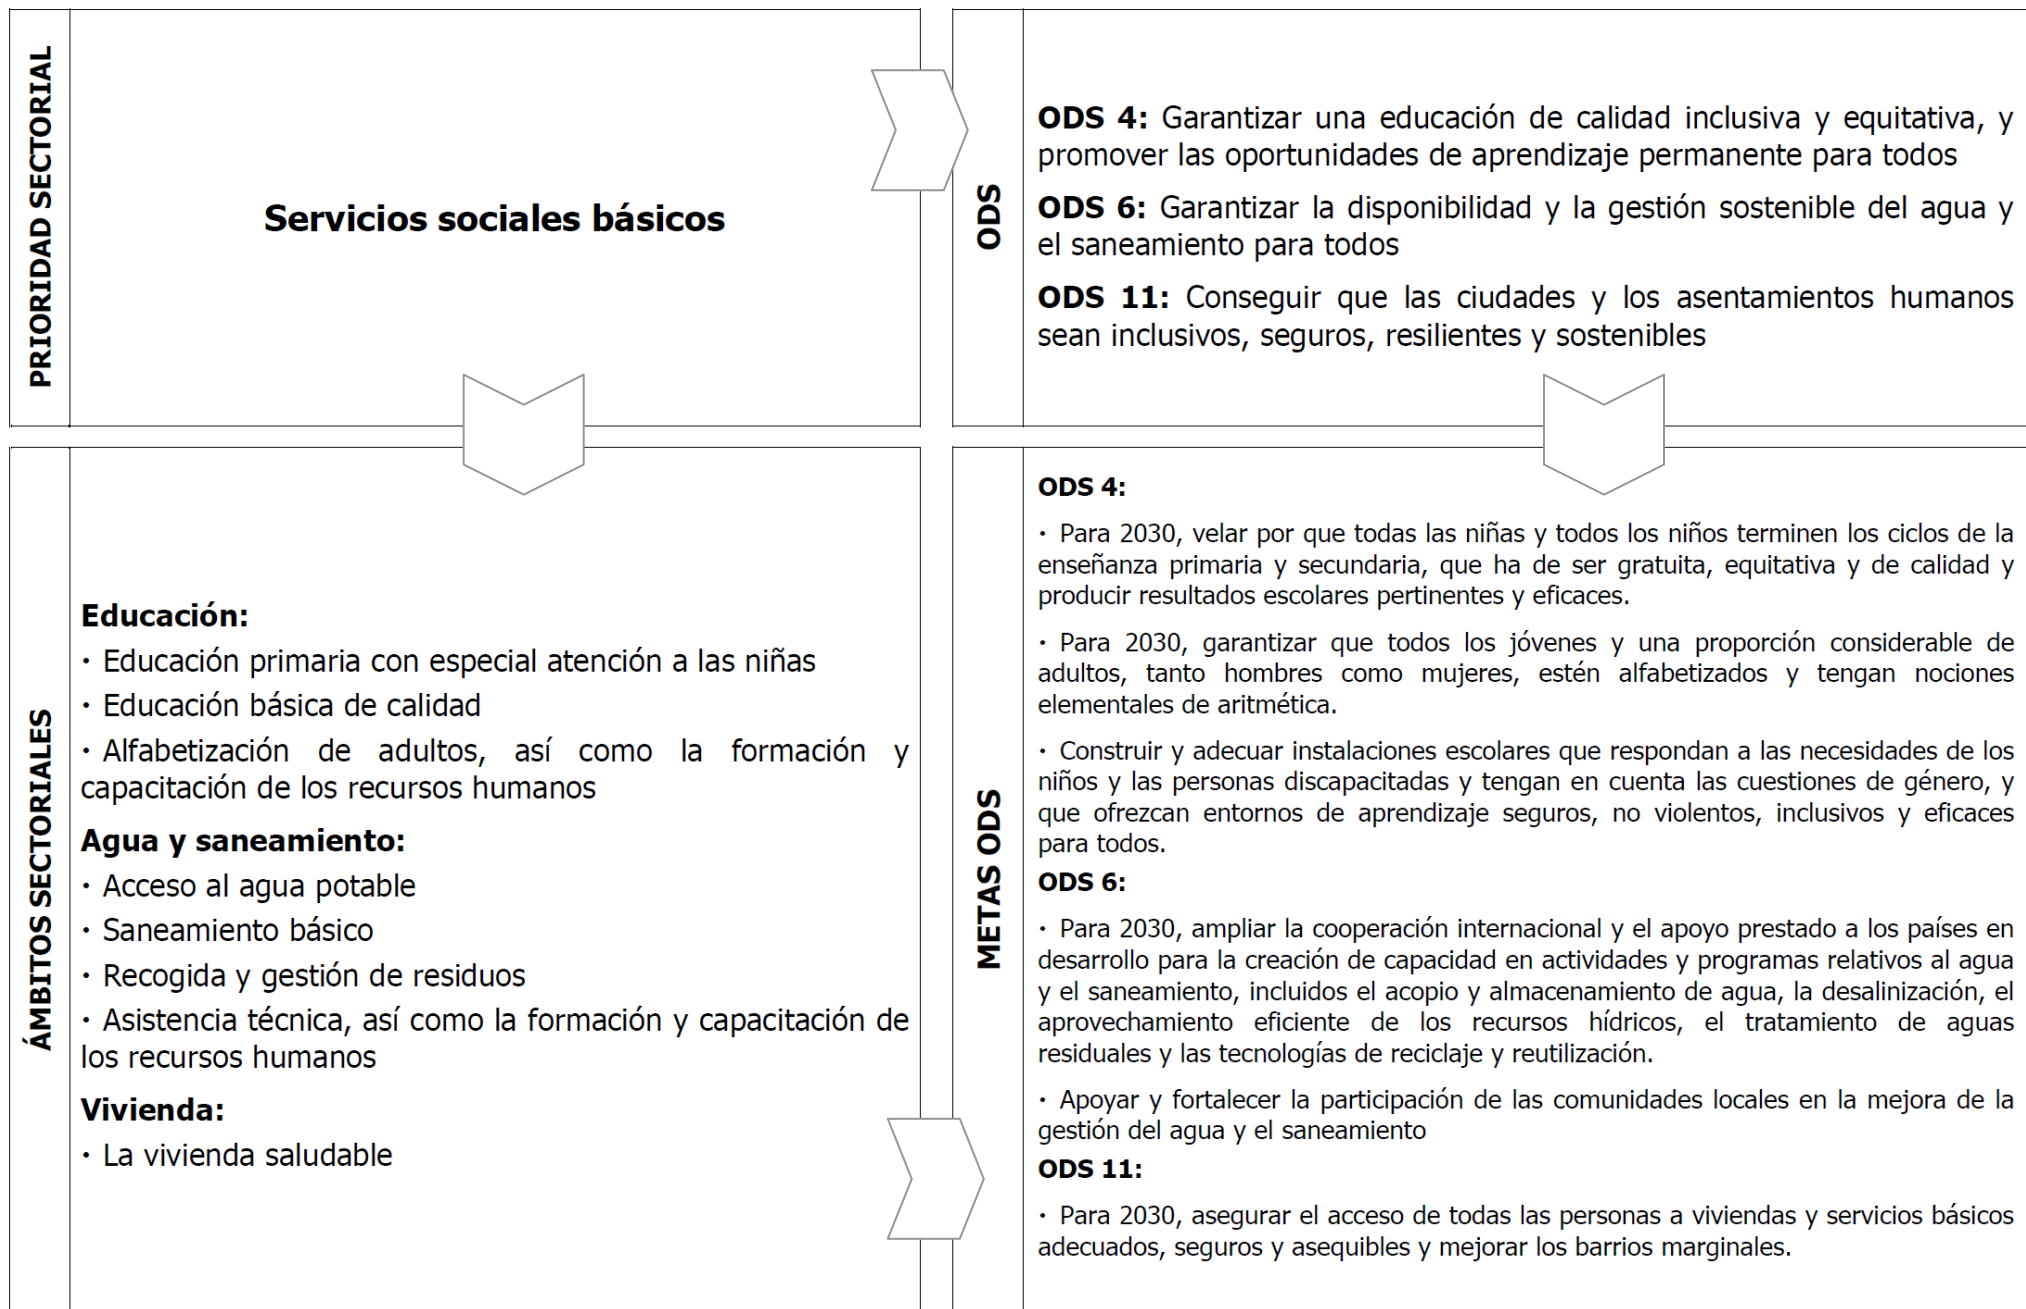 PRIORIDAD SECTORIAL
Servicios sociales básicos
ODS
ODS 4: Garantizar una educación de calidad inclusiva y equitativa, y
promover las oportunidades de aprendizaje permanente para todos
ODS 6: Garantizar la disponibilidad y la gestión sostenible del agua y
el saneamiento para todos
ODS 11: Conseguir que las ciudades y los asentamientos humanos
sean inclusivos, seguros, resilientes y sostenibles
ÁMBITOS SECTORIALES
Educación:
· Educación primaria con especial atención a las niñas
· Educación básica de calidad
· Alfabetización de adultos, así como la formación y
capacitación de los recursos humanos
Agua y saneamiento:
· Acceso al agua potable
· Saneamiento básico
· Recogida y gestión de residuos
· Asistencia técnica, así como la formación y capacitación de
los recursos humanos
Vivienda:
· La vivienda saludable
METAS ODS
ODS 4:
· Para 2030, velar por que todas las niñas y todos los niños terminen los ciclos de la
enseñanza primaria y secundaria, que ha de ser gratuita, equitativa y de calidad y
producir resultados escolares pertinentes y eficaces.
· Para 2030, garantizar que todos los jóvenes y una proporción considerable de
adultos, tanto hombres como mujeres, estén alfabetizados y tengan nociones
elementales de aritmética.
· Construir y adecuar instalaciones escolares que respondan a las necesidades de los
niños y las personas discapacitadas y tengan en cuenta las cuestiones de género, y
que ofrezcan entornos de aprendizaje seguros, no violentos, inclusivos y eficaces
para todos.
ODS 6:
· Para 2030, ampliar la cooperación internacional y el apoyo prestado a los países en
desarrollo para la creación de capacidad en actividades y programas relativos al agua
y el saneamiento, incluidos el acopio y almacenamiento de agua, la desalinización, el
aprovechamiento eficiente de los recursos hídricos, el tratamiento de aguas
residuales y las tecnologías de reciclaje y reutilización.
· Apoyar y fortalecer la participación de las comunidades locales en la mejora de la
gestión del agua y el saneamiento
ODS 11:
· Para 2030, asegurar el acceso de todas las personas a viviendas y servicios básicos
adecuados, seguros y asequibles y mejorar los barrios marginales.